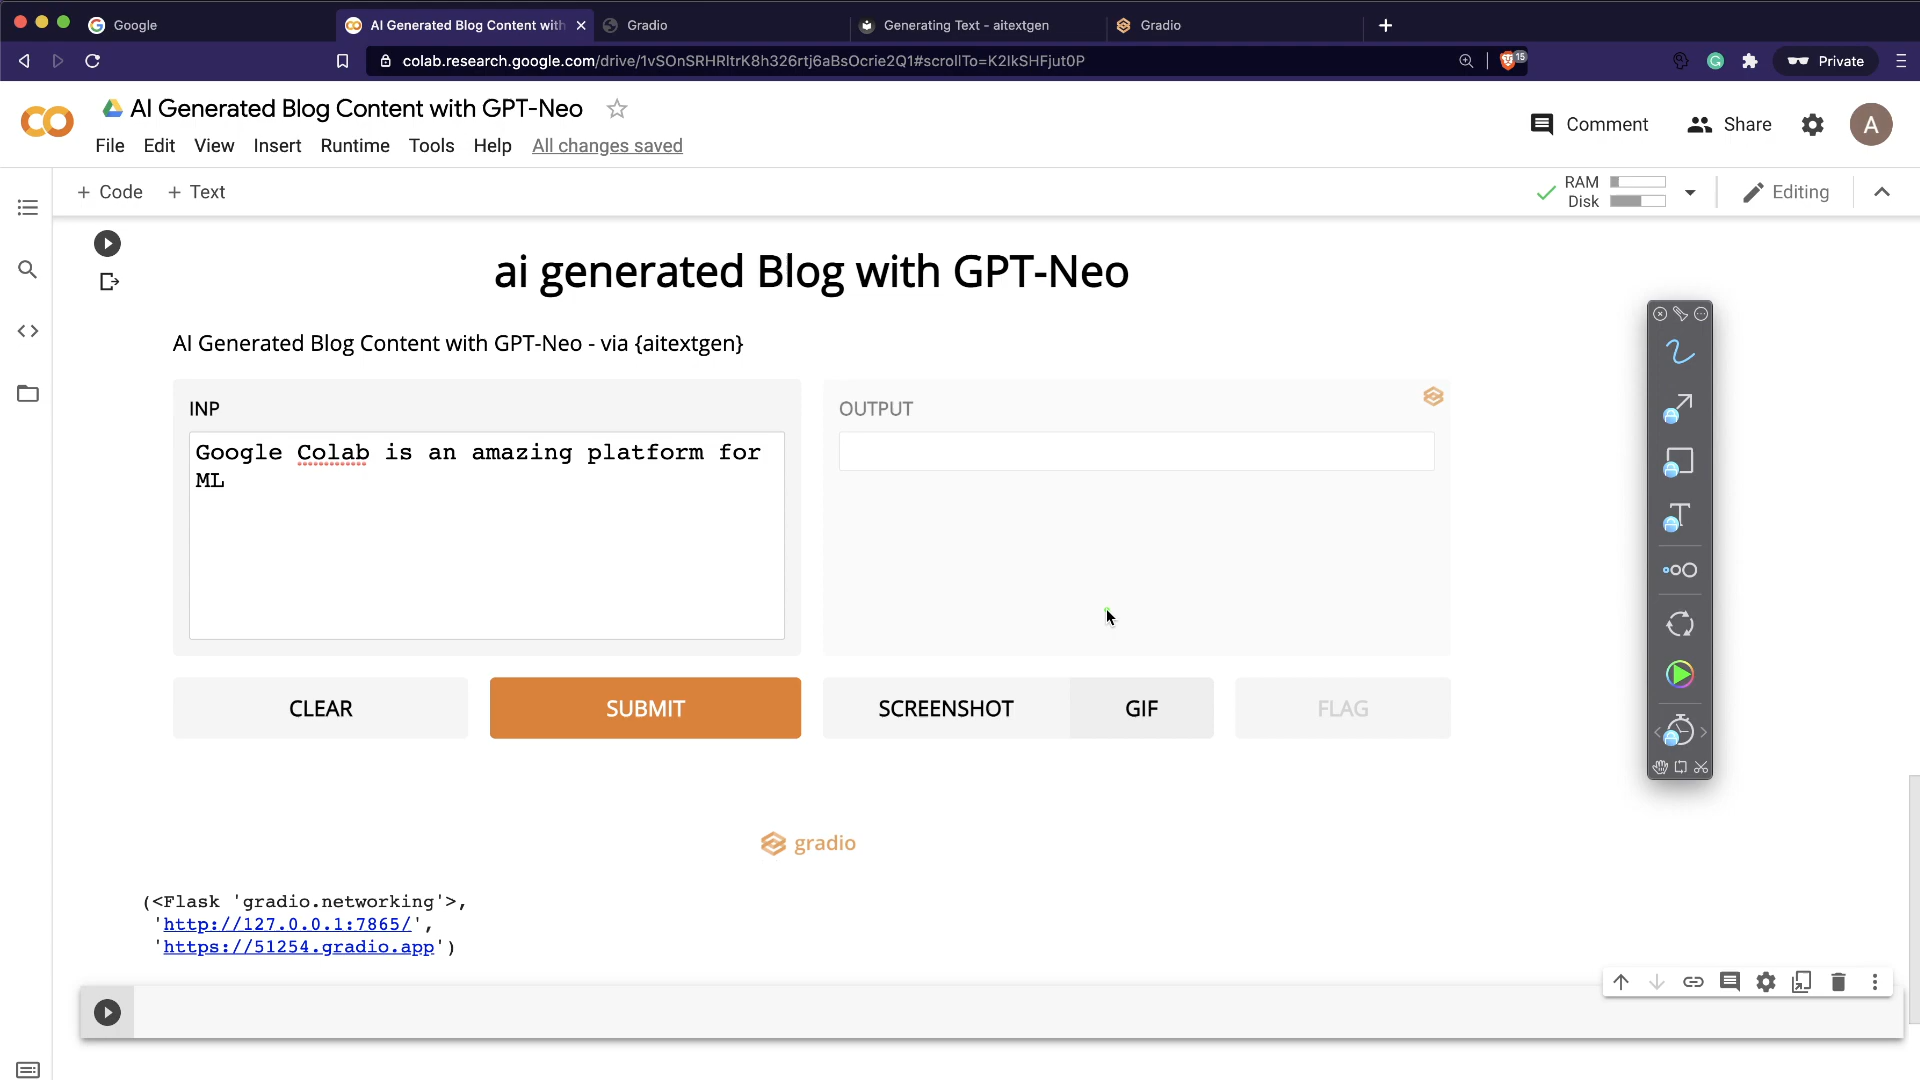 Google
AI Generated Blog Content with
Gradio
Generating Text - aitextgen
Gradio
colab.research.google.com/drive/1vSOnSRHRItrK8h326rtj6aBsOcrie2Q1#scrollTo=K2IkSHFjut0P
15
Private
AI Generated Blog Content with GPT-Neo
Comment
Share
A
File Edit View Insert Runtime Tools Help All changes saved
+ Code + Text
RAM
Disk
Editing
ai generated Blog with GPT-Neo
AI Generated Blog Content with GPT-Neo - via {aitextgen}
INP
Google Colab is an amazing platform for
ML
OUTPUT
CLEAR
SUBMIT
SCREENSHOT
GIF
FLAG
gradio
(<Flask 'gradio.networking'>,
'http://127.0.0.1:7865/',
'https://51254.gradio.app')